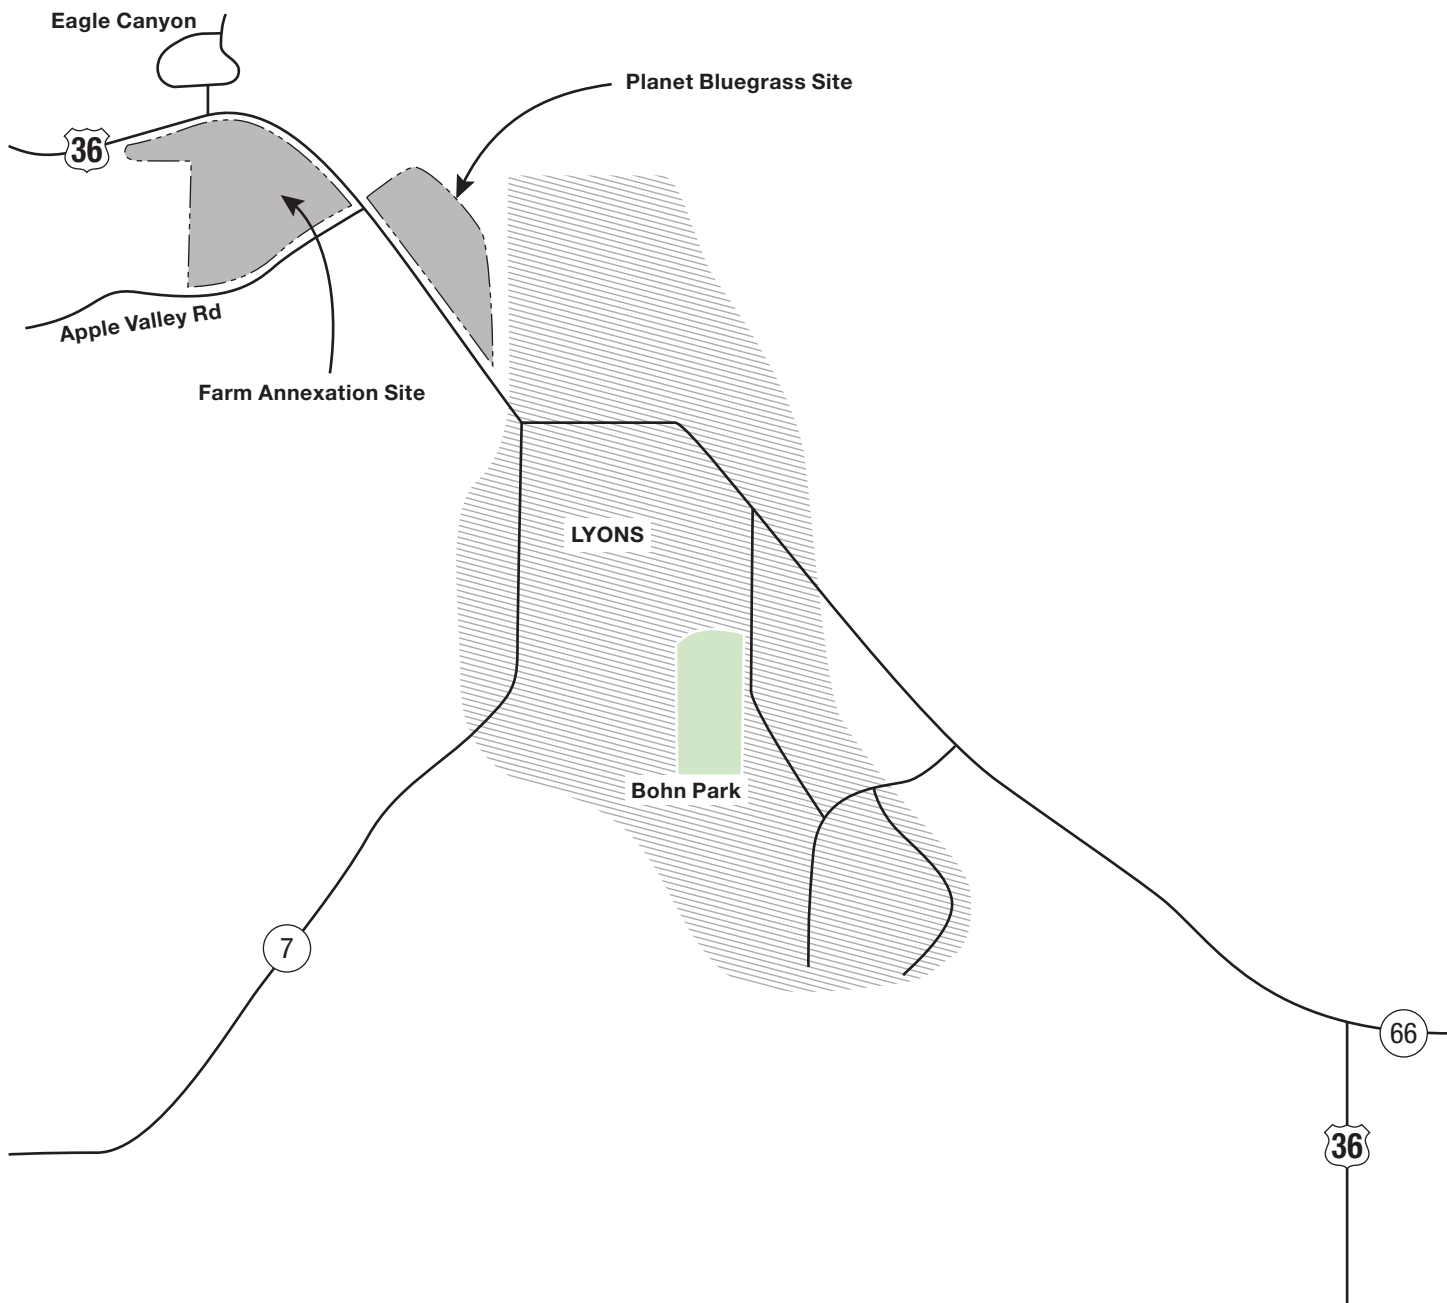 Eagle Canyon
Planet Bluegrass Site
36
Apple Valley Rd
Farm Annexation Site
LYONS
Bohn Park
7
66
36